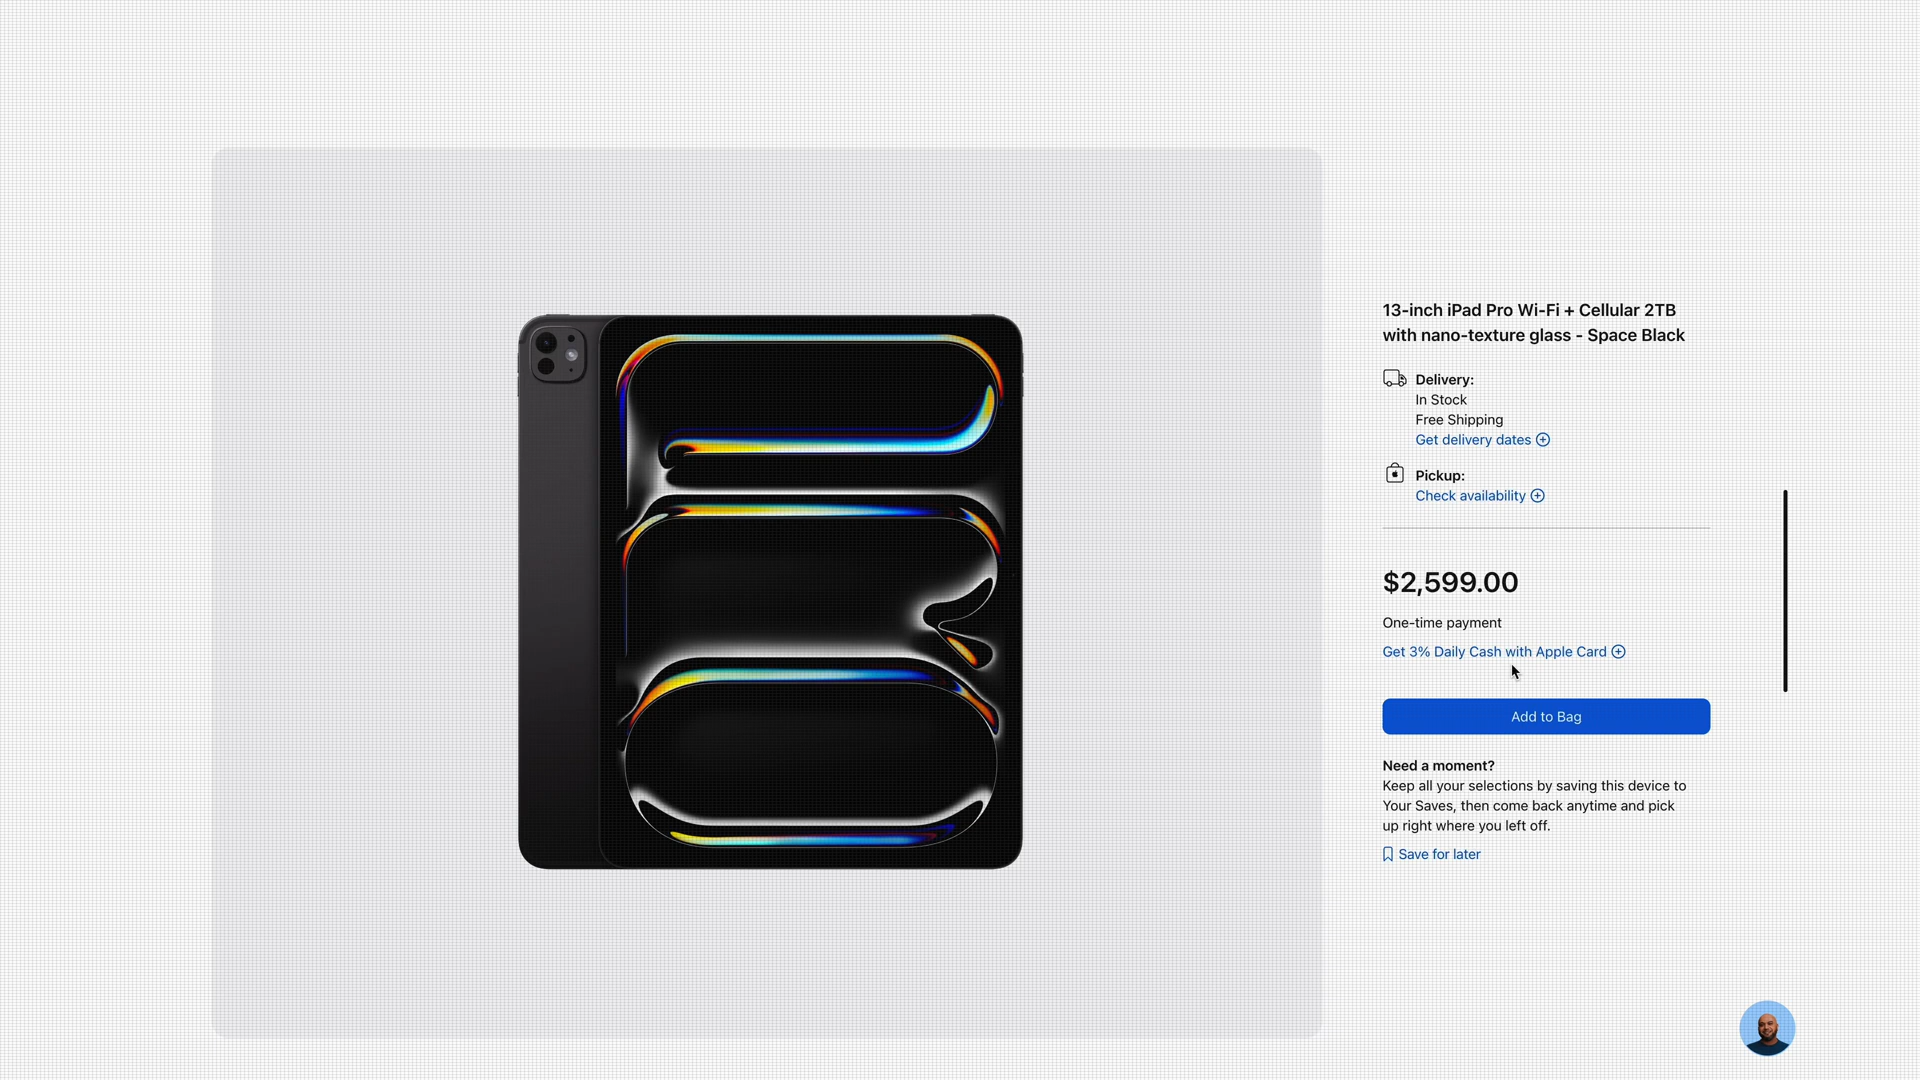 13-inch iPad Pro Wi-Fi + Cellular 2TB
with nano-texture glass - Space Black
Delivery:
In Stock
Free Shipping
Get delivery dates
Pickup:
Check availability
$2,599.00
One-time payment
Get 3% Daily Cash with Apple Card
Add to Bag
Need a moment?
Keep all your selections by saving this device to
Your Saves, then come back anytime and pick
up right where you left off.
Save for later